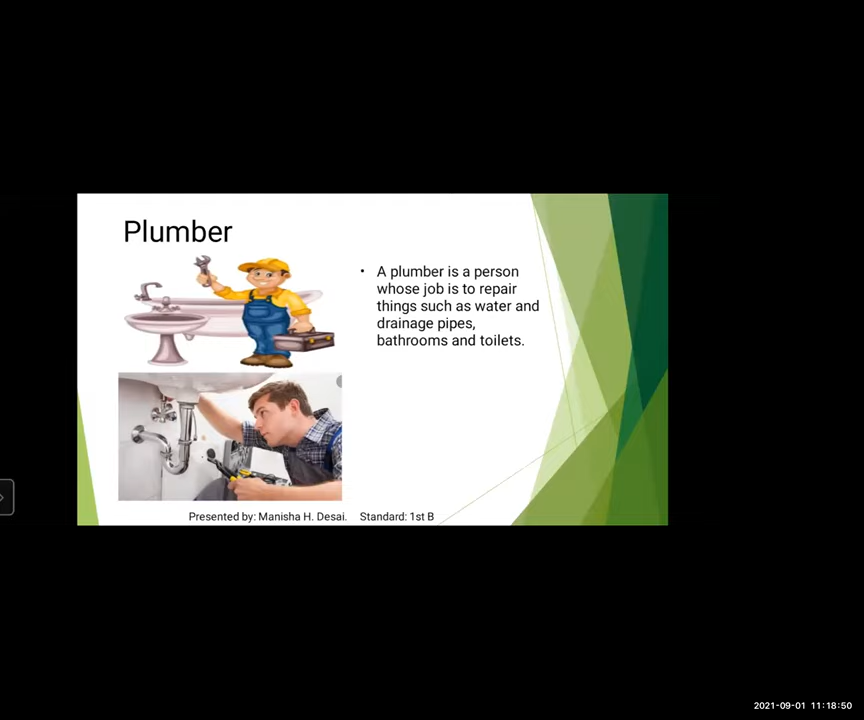 Plumber
• A plumber is a person
whose job is to repair
things such as water and
drainage pipes,
bathrooms and toilets.
Presented by: Manisha H. Desai. Standard: 1st B
2021-09-01 11:18:50